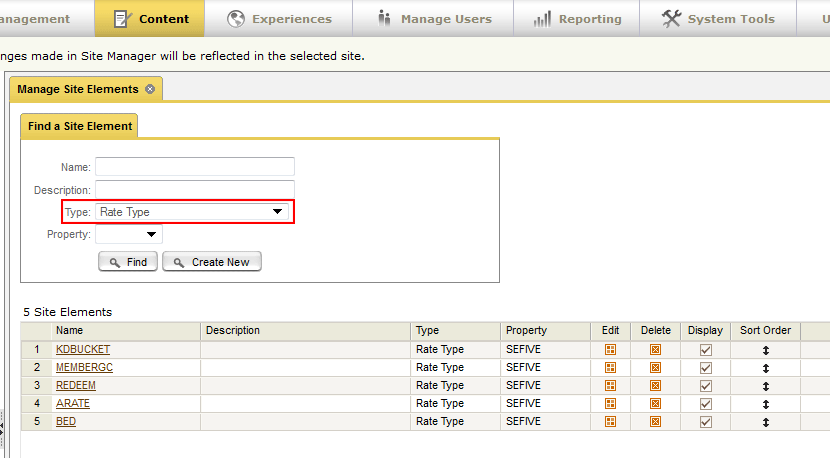 anagement Content Experiences Manage Users Reporting System Tools U
nges made in Site Manager will be reflected in the selected site.
Manage Site Elements
Find a Site Element
Name:
Description:
Type: Rate Type
Property:
Find Create New
5 Site Elements
Name Description Type Property Edit Delete Display Sort Order
1 KDBUCKET Rate Type SEFIVE
2 MEMBERGC Rate Type SEFIVE
3 REDEEM Rate Type SEFIVE
4 ARATE Rate Type SEFIVE
5 BED Rate Type SEFIVE